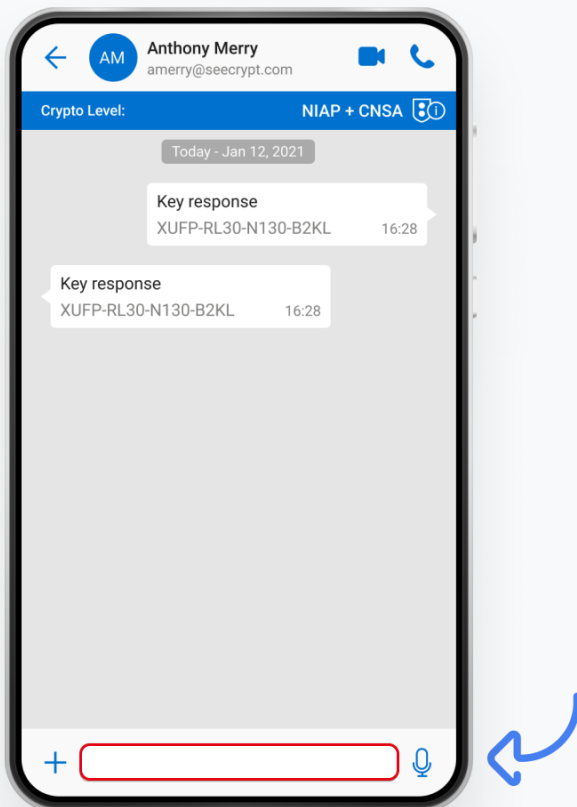 AM
Anthony Merry
amerry@seecrypt.com
Crypto Level: NIAP + CNSA
Today - Jan 12, 2021
Key response
XUFP-RL30-N130-B2KL 16:28
Key response
XUFP-RL30-N130-B2KL 16:28